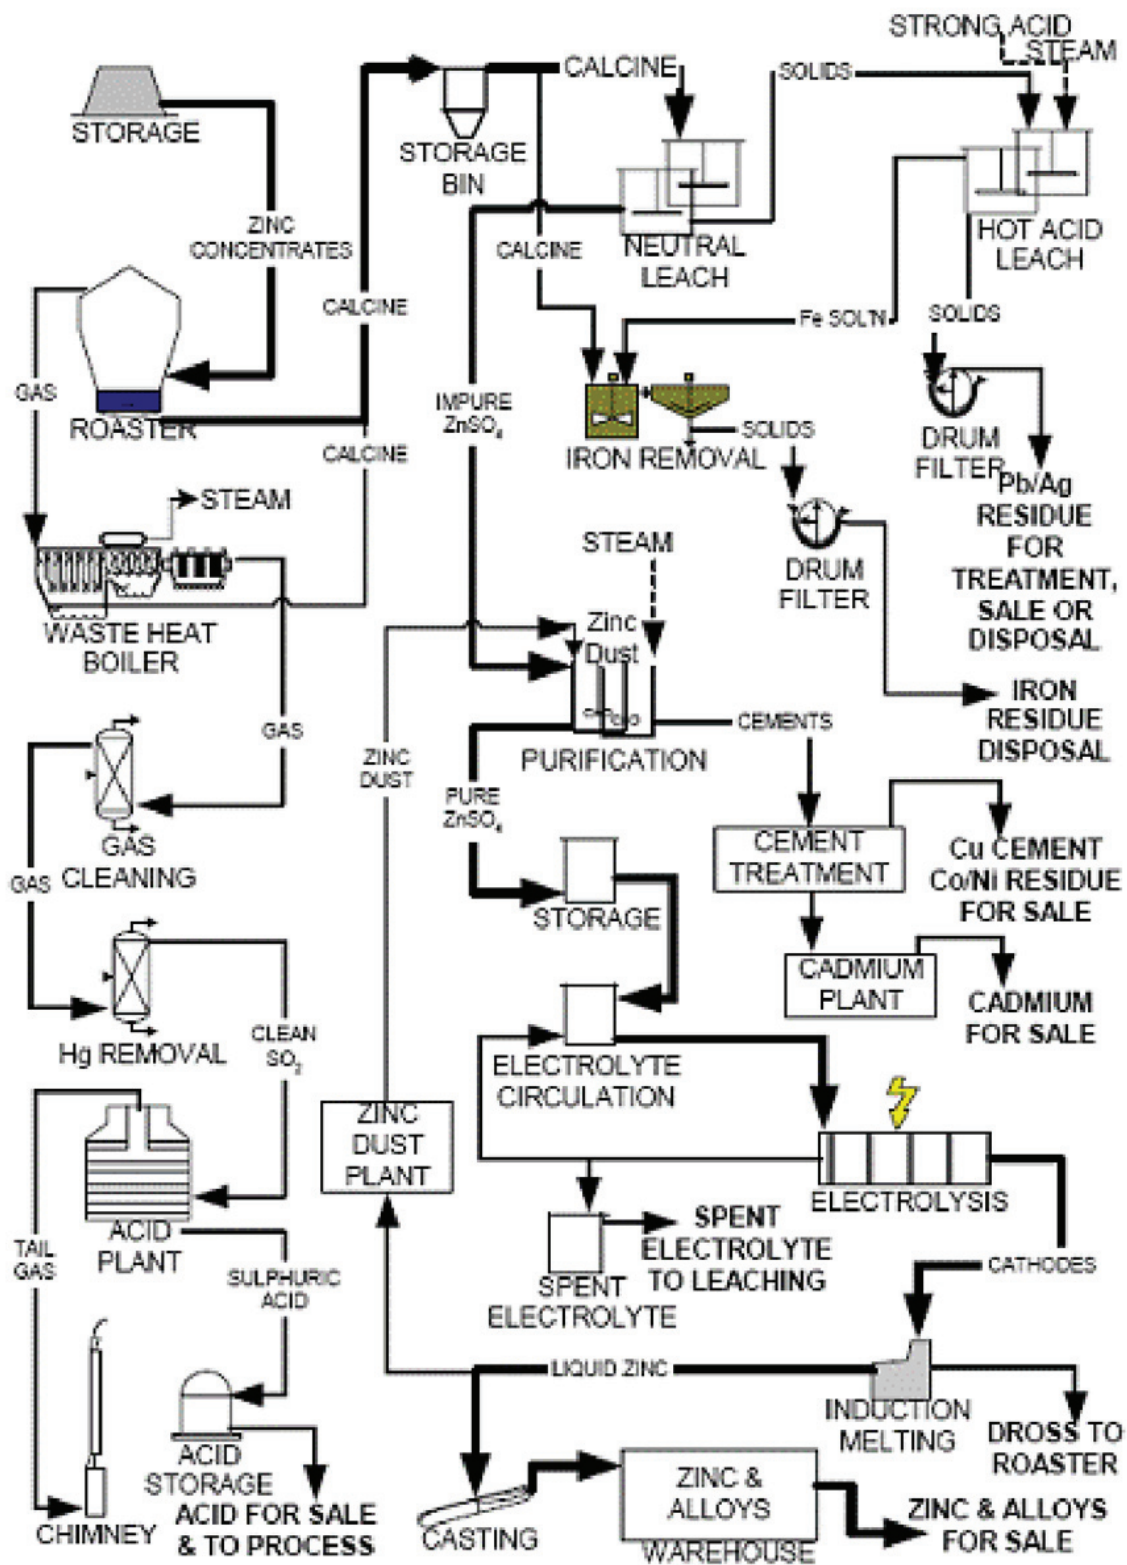 STRONG ACID
STEAM
STORAGE
CALCINE
SOLIDS
STORAGE
BIN
ZINC
CONCENTRATES
CALCINE
NEUTRAL
LEACH
HOT ACID
LEACH
CALCINE
Fe SOL'N
SOLIDS
GAS
ROASTER
CALCINE
IMPURE
ZnSO₄
IRON REMOVAL
SOLIDS
DRUM
FILTER
Pb/Ag
RESIDUE
FOR
TREATMENT,
SALE OR
DISPOSAL
STEAM
WASTE HEAT
BOILER
STEAM
Zinc
Dust
DRUM
FILTER
IRON
RESIDUE
DISPOSAL
GAS
ZINC
DUST
PURIFICATION
CEMENTS
PURE
ZnSO₄
GAS
CLEANING
GAS
CEMENT
TREATMENT
Cu CEMENT
Co/Ni RESIDUE
FOR SALE
STORAGE
CADMIUM
PLANT
CADMIUM
FOR SALE
Hg REMOVAL
CLEAN
SO₂
ELECTROLYTE
CIRCULATION
ZINC
DUST
PLANT
ELECTROLYSIS
ACID
PLANT
TAIL
GAS
SULPHURIC
ACID
SPENT
ELECTROLYTE
SPENT
ELECTROLYTE
TO LEACHING
CATHODES
LIQUID ZINC
INDUCTION
MELTING
DROSS TO
ROASTER
ACID
STORAGE
CHIMNEY
ACID FOR SALE
& TO PROCESS
CASTING
ZINC &
ALLOYS
WAREHOUSE
ZINC & ALLOYS
FOR SALE